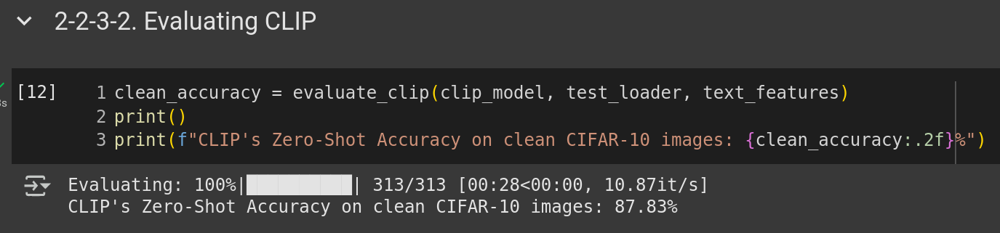 2-2-3-2. Evaluating CLIP
[12] 1 clean_accuracy = evaluate_clip(clip_model, test_loader, text_features)
2 print()
3 print(f"CLIP's Zero-Shot Accuracy on clean CIFAR-10 images: {clean_accuracy:.2f}%")
Evaluating: 100%|██████████| 313/313 [00:28<00:00, 10.87it/s]
CLIP's Zero-Shot Accuracy on clean CIFAR-10 images: 87.83%